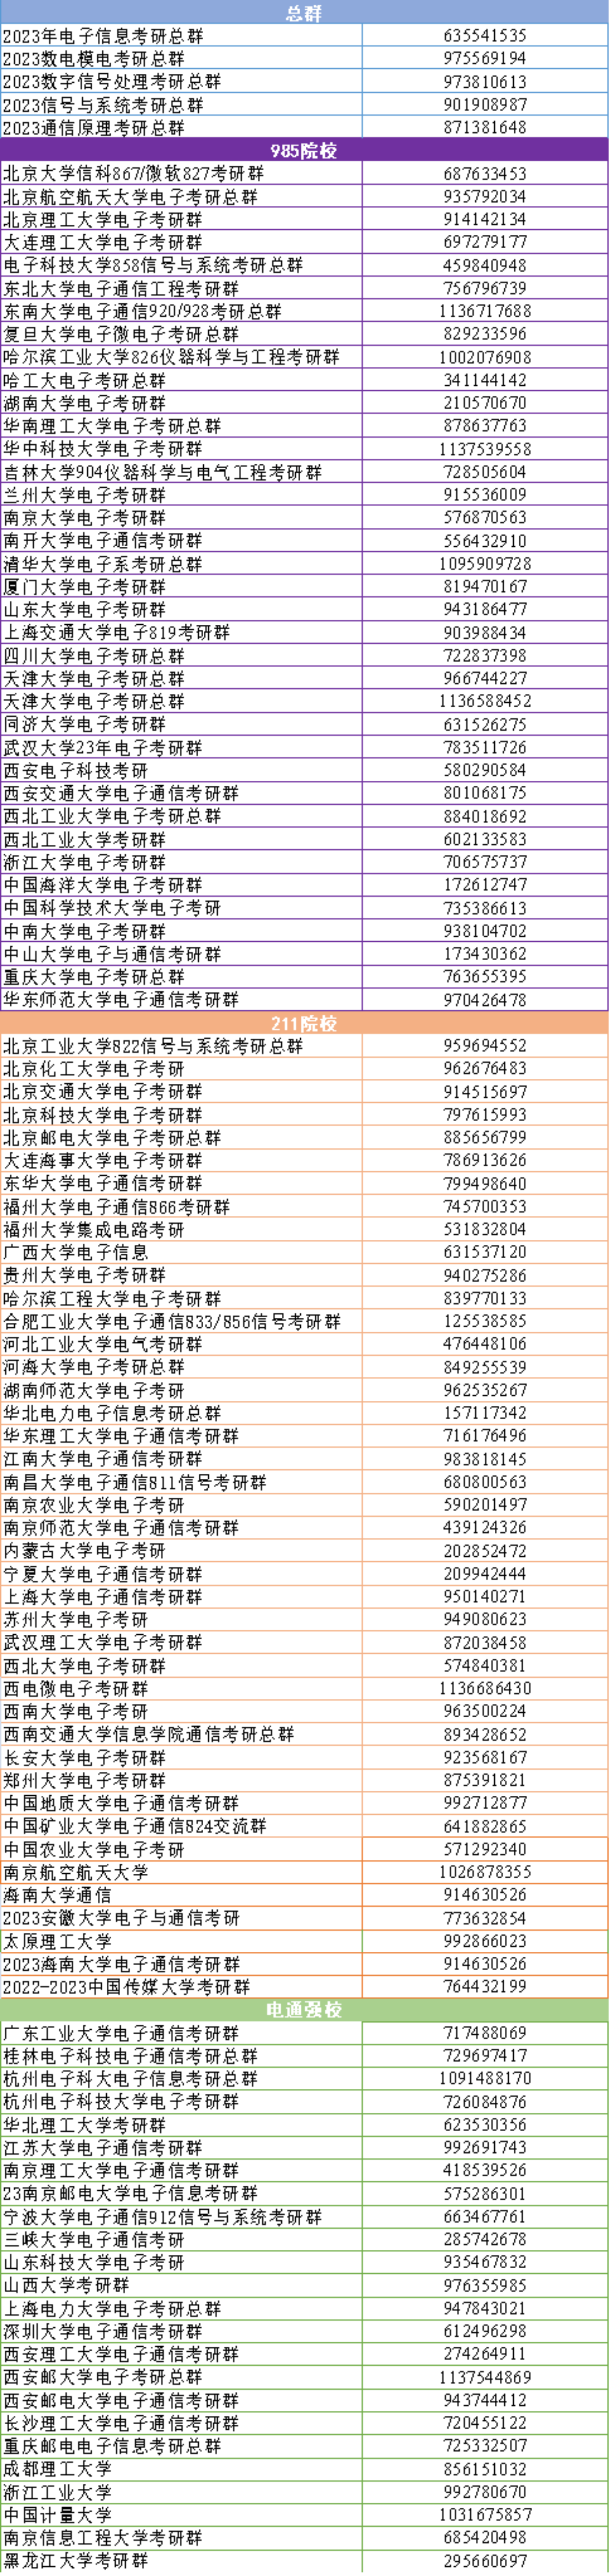 总群
2023年电子信息考研总群 635541535
2023数电模电考研总群 975569194
2023数字信号处理考研总群 973810613
2023信号与系统考研总群 901908987
2023通信原理考研总群 871381648
985院校
北京大学信科867/微软827考研群 687633453
北京航空航天大学电子考研总群 935792034
北京理工大学电子考研群 914142134
大连理工大学电子考研群 697279177
电子科技大学858信号与系统考研总群 459840948
东北大学电子通信工程考研群 756796739
东南大学电子通信920/928考研总群 1136717688
复旦大学电子微电子考研总群 829233596
哈尔滨工业大学826仪器科学与工程考研群 1002076908
哈工大电子考研总群 341144142
湖南大学电子考研群 210570670
华南理工大学电子考研总群 878637763
华中科技大学电子考研群 1137539558
吉林大学904仪器科学与电气工程考研群 728505604
兰州大学电子考研群 915536009
南京大学电子考研群 576870563
南开大学电子通信考研群 556432910
清华大学电子系考研总群 1095909728
厦门大学电子考研群 819470167
山东大学电子考研群 943186477
上海交通大学电子819考研群 903988434
四川大学电子考研总群 722837398
天津大学电子考研总群 966744227
天津大学电子考研总群 1136588452
同济大学电子考研群 631526275
武汉大学23年电子考研群 783511726
西安电子科技考研 580290584
西安交通大学电子通信考研群 801068175
西北工业大学电子考研总群 884018692
西北工业大学考研群 602133583
浙江大学电子考研群 706575737
中国海洋大学电子考研群 172612747
中国科学技术大学电子考研 735386613
中南大学电子考研群 938104702
中山大学电子与通信考研群 173430362
重庆大学电子考研总群 763655395
华东师范大学电子通信考研群 970426478
211院校
北京工业大学822信号与系统考研总群 959694552
北京化工大学电子考研 962676483
北京交通大学电子考研群 914515697
北京科技大学电子考研群 797615993
北京邮电大学电子考研总群 885656799
大连海事大学电子考研群 786913626
东华大学电子通信考研群 799498640
福州大学电子通信866考研群 745700353
福州大学集成电路考研 531832804
广西大学电子信息 631537120
贵州大学电子考研群 940275286
哈尔滨工程大学电子考研群 839770133
合肥工业大学电子通信833/856信号考研群 125538585
河北工业大学电气考研群 476448106
河海大学电子考研总群 849255539
湖南师范大学电子考研 962535267
华北电力电子信息考研总群 157117342
华东理工大学电子通信考研群 716176496
江南大学电子通信考研群 983818145
南昌大学电子通信811信号考研群 680800563
南京农业大学电子考研 590201497
南京师范大学电子通信考研群 439124326
内蒙古大学电子考研 202852472
宁夏大学电子通信考研群 209942444
上海大学电子通信考研群 950140271
苏州大学电子考研 949080623
武汉理工大学电子考研群 872038458
西北大学电子考研群 574840381
西电微电子考研群 1136686430
西南大学电子考研 963500224
西南交通大学信息学院通信考研总群 893428652
长安大学电子考研群 923568167
郑州大学电子考研群 875391821
中国地质大学电子通信考研群 992712877
中国矿业大学电子通信824交流群 641882865
中国农业大学电子考研 571292340
南京航空航天大学 1026878355
海南大学通信 914630526
2023安徽大学电子与通信考研 773632854
太原理工大学 992866023
2023海南大学电子通信考研群 914630526
2022-2023中国传媒大学考研群 764432199
电通强校
广东工业大学电子通信考研群 717488069
桂林电子科技电子通信考研总群 729697417
杭州电子科大电子信息考研总群 1091488170
杭州电子科技大学电子考研群 726084876
华北理工大学考研群 623530356
江苏大学电子通信考研群 992691743
南京理工大学电子通信考研群 418539526
23南京邮电大学电子信息考研群 575286301
宁波大学电子通信912信号与系统考研群 663467761
三峡大学电子通信考研 285742678
山东科技大学电子考研 935467832
山西大学考研群 976355985
上海电力大学电子考研总群 947843021
深圳大学电子通信考研群 612496298
西安理工大学电子通信考研群 274264911
西安邮大学电子考研总群 1137544869
西安邮电大学电子通信考研群 943744412
长沙理工大学电子通信考研群 720455122
重庆邮电电子信息考研总群 725332507
成都理工大学 856151032
浙江工业大学 992780670
中国计量大学 1031675857
南京信息工程大学考研群 685420498
黑龙江大学考研群 295660697